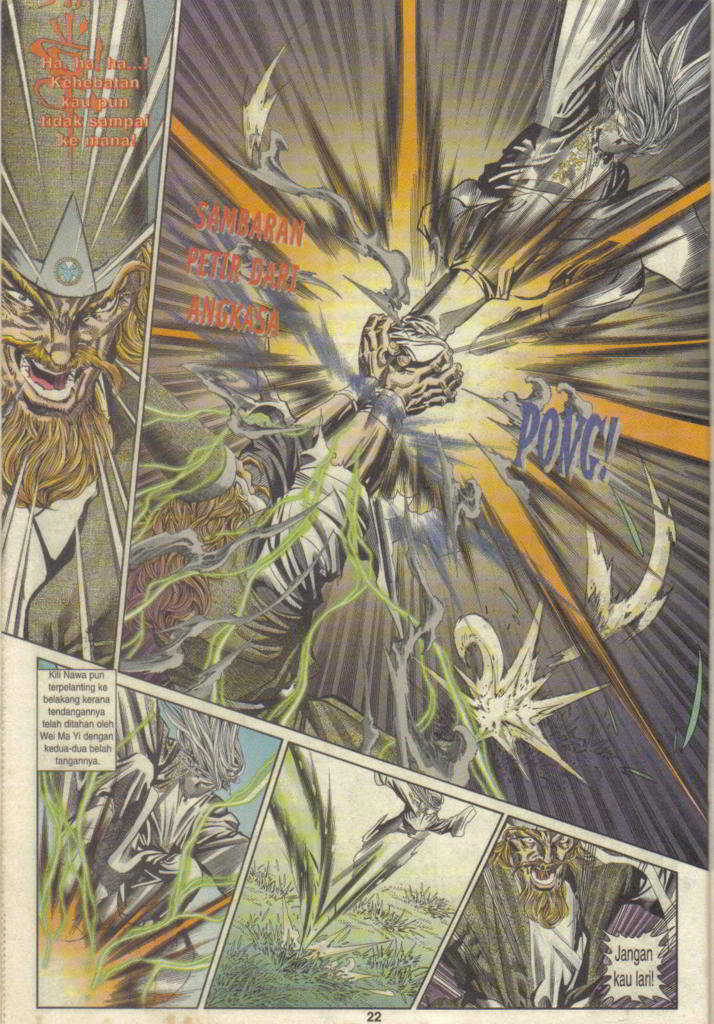 Ha, ha, ha...!
Kehebatan
kau pun
tidak sampai
ke mana!
SAMBARAN
PETIR DARI
ANGKASA
PONG!
Kili Nawa pun
terpelanting ke
belakang kerana
tendangannya
telah ditahan oleh
Wei Ma Yi dengan
kedua-dua belah
tangannya.
Jangan
kau lari!
22